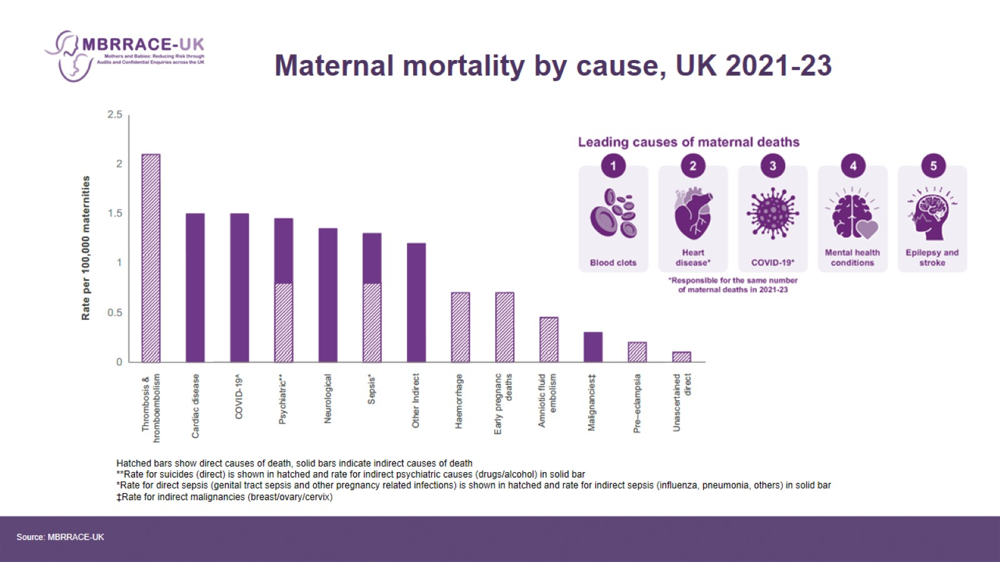 MBRRACE-UK
Mothers and Babies: Reducing Risk through
Audits and Confidential Enquiries across the UK
Maternal mortality by cause, UK 2021-23
Rate per 100,000 maternities
2.5
2
1.5
1
0.5
0
Thrombosis &
hromboembolism
Cardiac disease
COVID-19^
Psychiatric**
Neurological
Sepsis*
Other Indirect
Haemorrhage
Early pregnanc
deaths
Amniotic fluid
embolism
Malignancies‡
Pre–eclampsia
Unascertained
direct
Leading causes of maternal deaths
1
2
3
4
5
Blood clots
Heart
disease*
COVID-19*
Mental health
conditions
Epilepsy and
stroke
*Responsible for the same number
of maternal deaths in 2021-23
Hatched bars show direct causes of death, solid bars indicate indirect causes of death
**Rate for suicides (direct) is shown in hatched and rate for indirect psychiatric causes (drugs/alcohol) in solid bar
*Rate for direct sepsis (genital tract sepsis and other pregnancy related infections) is shown in hatched and rate for indirect sepsis (influenza, pneumonia, others) in solid bar
‡Rate for indirect malignancies (breast/ovary/cervix)
Source: MBRRACE-UK